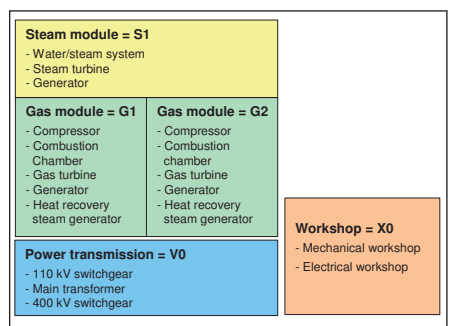 Steam module = S1
- Water/steam system
- Steam turbine
- Generator
Gas module = G1
- Compressor
- Combustion
Chamber
- Gas turbine
- Generator
- Heat recovery
steam generator
Gas module = G2
- Compressor
- Combustion
chamber
- Gas turbine
- Generator
- Heat recovery
steam generator
Power transmission = V0
- 110 kV switchgear
- Main transformer
- 400 kV switchgear
Workshop = X0
- Mechanical workshop
- Electrical workshop